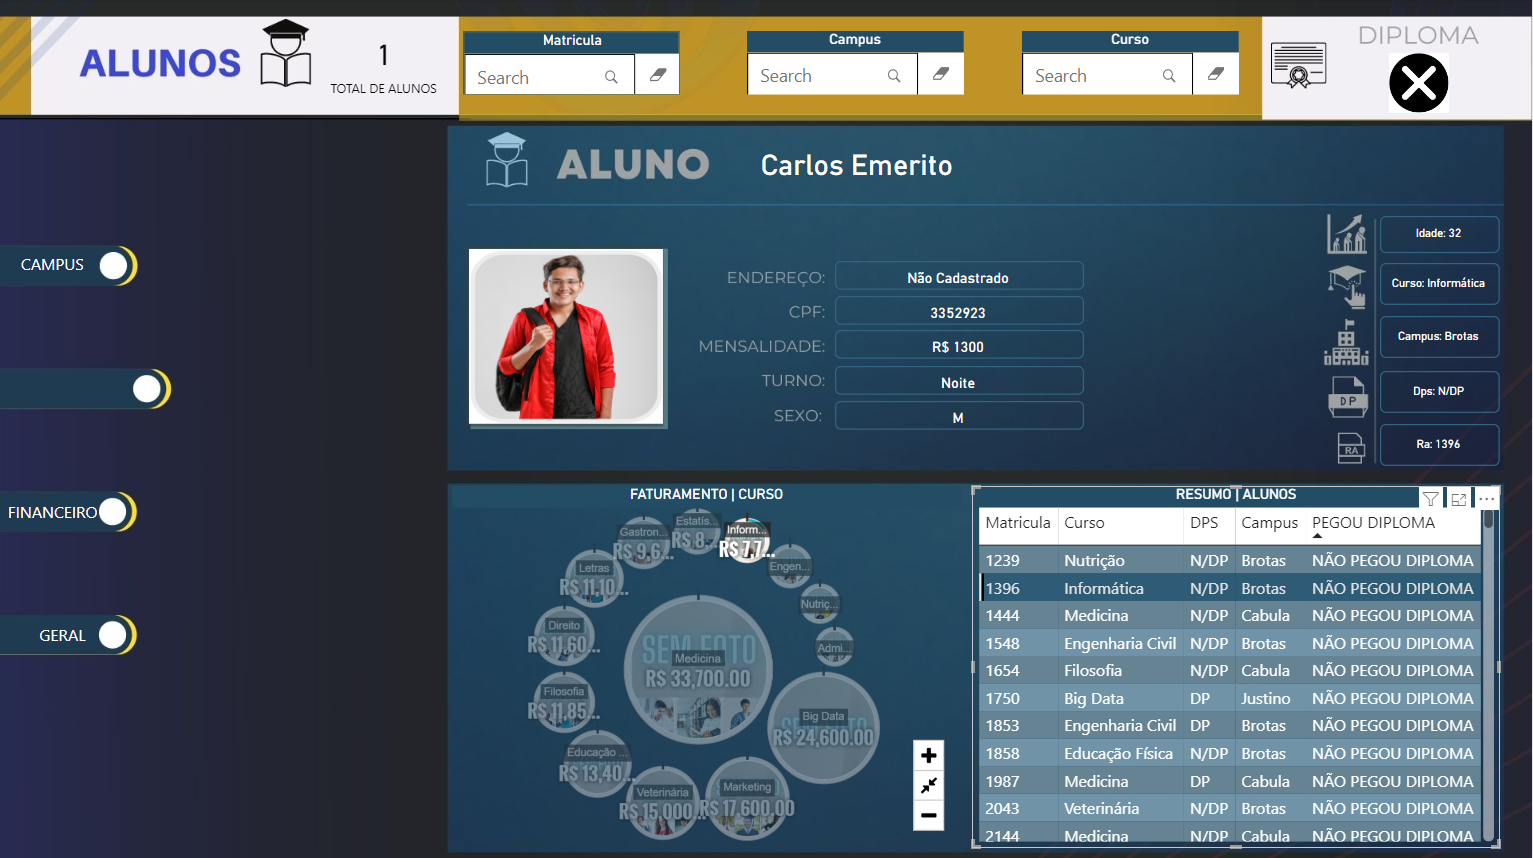 ALUNOS
1
TOTAL DE ALUNOS
Matricula
Search
Campus
Search
Curso
Search
DIPLOMA
CAMPUS
FINANCEIRO
GERAL
ALUNO
Carlos Emerito
ENDEREÇO: Não Cadastrado
CPF: 3352923
MENSALIDADE: R$ 1300
TURNO: Noite
SEXO: M
Idade: 32
Curso: Informática
Campus: Brotas
DP
Dps: N/DP
RA
Ra: 1396
FATURAMENTO | CURSO
Estatís...
R$ 8,...
Inform...
R$ 7,7...
Gastron...
R$ 9,6...
Engen...
Letras
R$ 11,10...
Nutriç...
Direito
R$ 11,60...
Admi...
SEM FOTO
Medicina
R$ 33,700.00
Filosofia
R$ 11,85...
Big Data
R$ 24,600.00
Educação ...
R$ 13,40...
Veterinária
R$ 15,000...
Marketing
R$ 17,600.00
RESUMO | ALUNOS
Matricula Curso DPS Campus PEGOU DIPLOMA
1239 Nutrição N/DP Brotas NÃO PEGOU DIPLOMA
1396 Informática N/DP Brotas NÃO PEGOU DIPLOMA
1444 Medicina N/DP Cabula NÃO PEGOU DIPLOMA
1548 Engenharia Civil N/DP Brotas NÃO PEGOU DIPLOMA
1654 Filosofia N/DP Cabula NÃO PEGOU DIPLOMA
1750 Big Data DP Justino NÃO PEGOU DIPLOMA
1853 Engenharia Civil DP Brotas NÃO PEGOU DIPLOMA
1858 Educação Física N/DP Brotas NÃO PEGOU DIPLOMA
1987 Medicina DP Cabula NÃO PEGOU DIPLOMA
2043 Veterinária N/DP Brotas NÃO PEGOU DIPLOMA
2144 Medicina N/DP Cabula NÃO PEGOU DIPLOMA